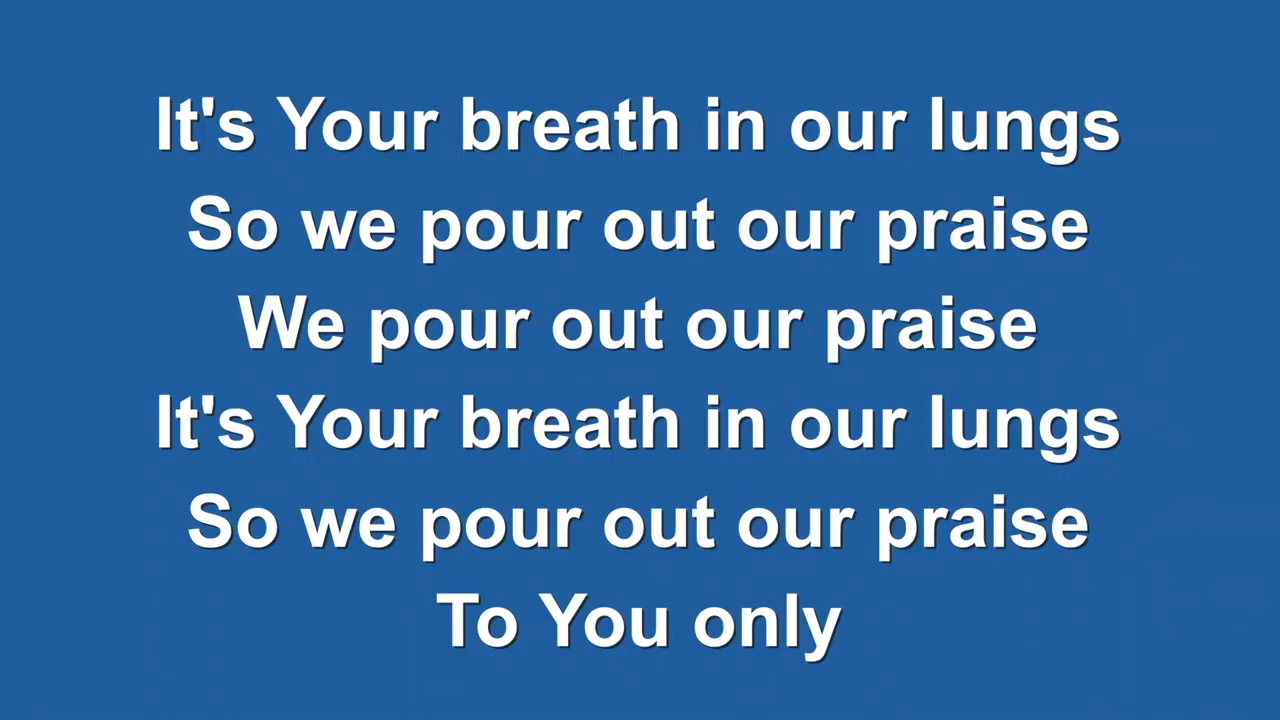 It's Your breath in our lungs
So we pour out our praise
We pour out our praise
It's Your breath in our lungs
So we pour out our praise
To You only